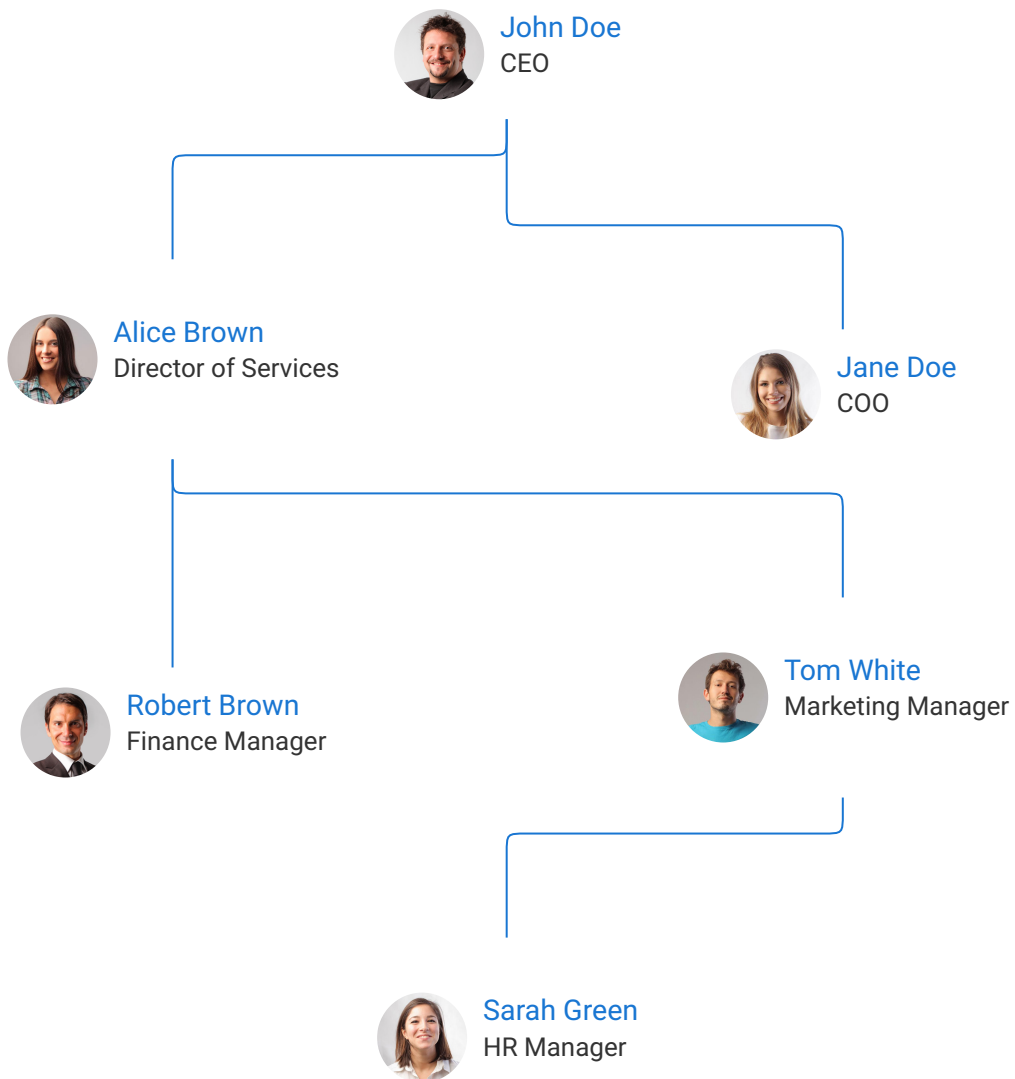 John Doe
CEO
Alice Brown
Director of Services
Jane Doe
COO
Robert Brown
Finance Manager
Tom White
Marketing Manager
Sarah Green
HR Manager